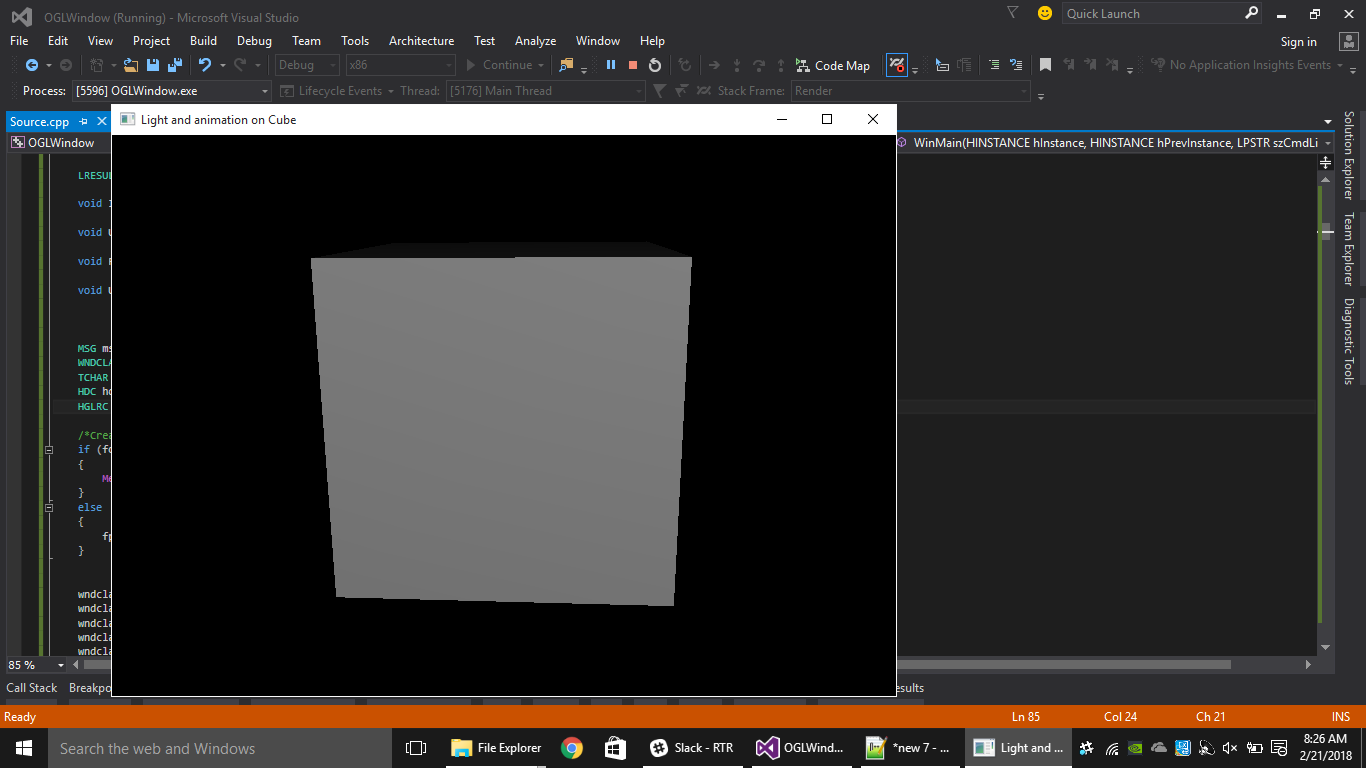 OGLWindow (Running) - Microsoft Visual Studio
Quick Launch
File Edit View Project Build Debug Team Tools Architecture Test Analyze Window Help
Sign in
Debug x86 Continue Code Map No Application Insights Events
Process: [5596] OGLWindow.exe Lifecycle Events Thread: [5176] Main Thread Stack Frame: Render
Source.cpp
Light and animation on Cube
OGLWindow
WinMain(HINSTANCE hInstance, HINSTANCE hPrevInstance, LPSTR szCmdLi
Solution Explorer
Team Explorer
Diagnostic Tools
LRESUL
void
void
void
void
MSG ms
WNDCLA
TCHAR
HDC hd
HGLRC
/*Crea
if (fo
{
Me
}
else
{
fp
}
wndcla
wndcla
wndcla
wndcla
wndcla
85 %
Call Stack Breakpo
esults
Ready Ln 85 Col 24 Ch 21 INS
Search the web and Windows
File Explorer
Slack - RTR
OGLWind...
*new 7 - ...
Light and ...
8:26 AM
2/21/2018